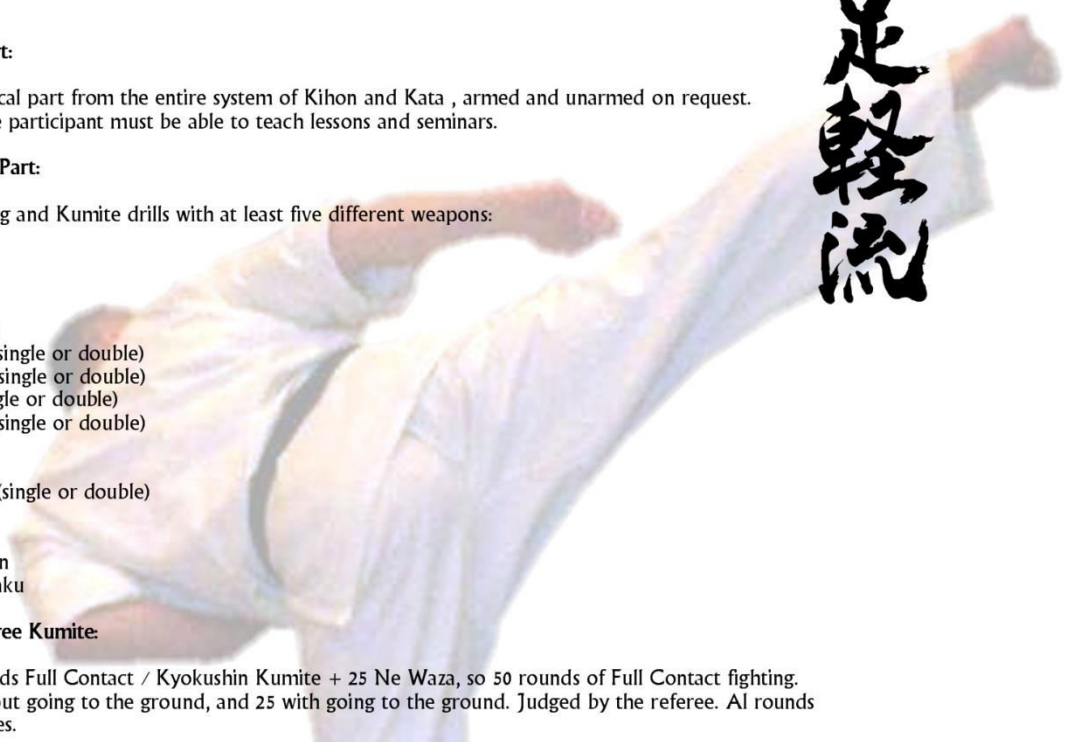 t:
cal part from the entire system of Kihon and Kata , armed and unarmed on request.
e participant must be able to teach lessons and seminars.
Part:
g and Kumite drills with at least five different weapons:
single or double)
single or double)
gle or double)
single or double)
(single or double)
n
aku
ree Kumite:
ds Full Contact / Kyokushin Kumite + 25 Ne Waza, so 50 rounds of Full Contact fighting.
out going to the ground, and 25 with going to the ground. Judged by the referee. Al rounds
es.
足軽流